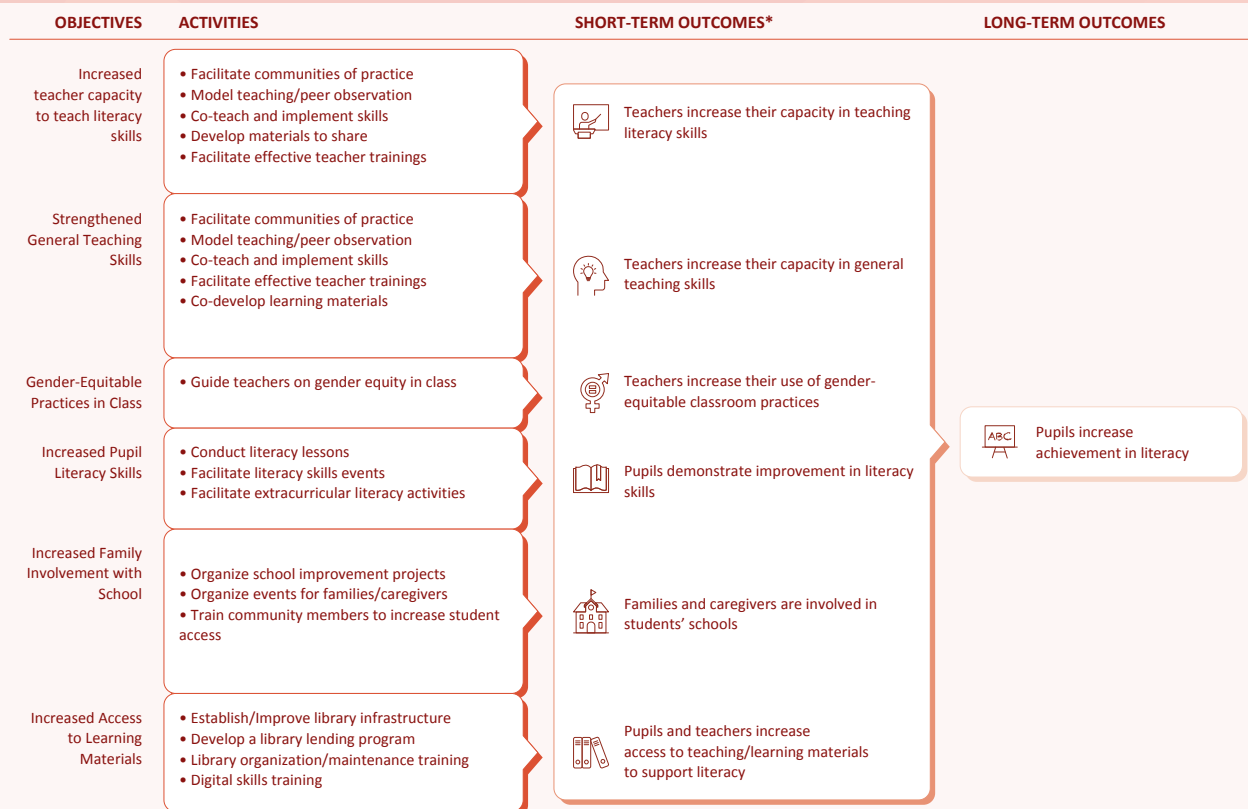 OBJECTIVES
ACTIVITIES
SHORT-TERM OUTCOMES*
LONG-TERM OUTCOMES
Increased
teacher capacity
to teach literacy
skills
• Facilitate communities of practice
• Model teaching/peer observation
• Co-teach and implement skills
• Develop materials to share
• Facilitate effective teacher trainings
Teachers increase their capacity in teaching
literacy skills
Strengthened
General Teaching
Skills
• Facilitate communities of practice
• Model teaching/peer observation
• Co-teach and implement skills
• Facilitate effective teacher trainings
• Co-develop learning materials
Teachers increase their capacity in general
teaching skills
Gender-Equitable
Practices in Class
• Guide teachers on gender equity in class
Teachers increase their use of gender-
equitable classroom practices
Increased Pupil
Literacy Skills
• Conduct literacy lessons
• Facilitate literacy skills events
• Facilitate extracurricular literacy activities
Pupils demonstrate improvement in literacy
skills
Increased Family
Involvement with
School
• Organize school improvement projects
• Organize events for families/caregivers
• Train community members to increase student
access
Families and caregivers are involved in
students’ schools
Increased Access
to Learning
Materials
• Establish/Improve library infrastructure
• Develop a library lending program
• Library organization/maintenance training
• Digital skills training
Pupils and teachers increase
access to teaching/learning materials
to support literacy
ABC
Pupils increase
achievement in literacy